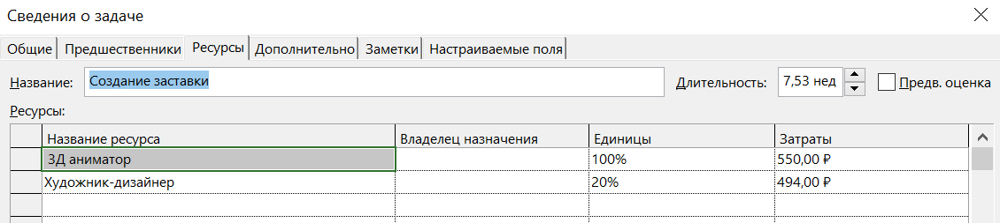 Сведения о задаче
Общие Предшественники Ресурсы Дополнительно Заметки Настраиваемые поля
Название: Создание заставки Длительность: 7,53 нед Предв. оценка
Ресурсы:
Название ресурса Владелец назначения Единицы Затраты
3Д аниматор 100% 550,00 ₽
Художник-дизайнер 20% 494,00 ₽